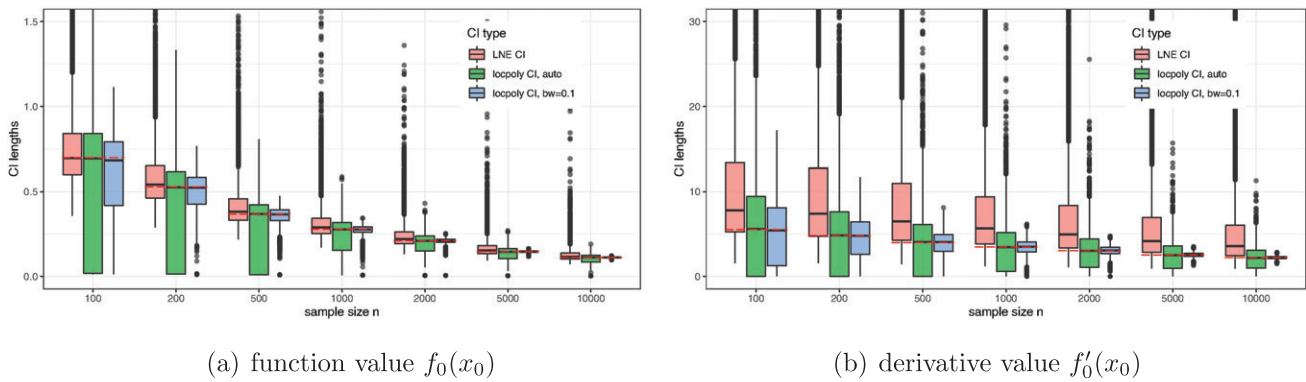 CI lengths
1.5
1.0
0.5
0.0
CI type
LNE CI
locpoly CI, auto
locpoly CI, bw=0.1
100
200
500
1000
2000
5000
10000
sample size n
(a) function value f₀(x₀)
CI lengths
30
20
10
0
CI type
LNE CI
locpoly CI, auto
locpoly CI, bw=0.1
100
200
500
1000
2000
5000
10000
sample size n
(b) derivative value f₀′(x₀)